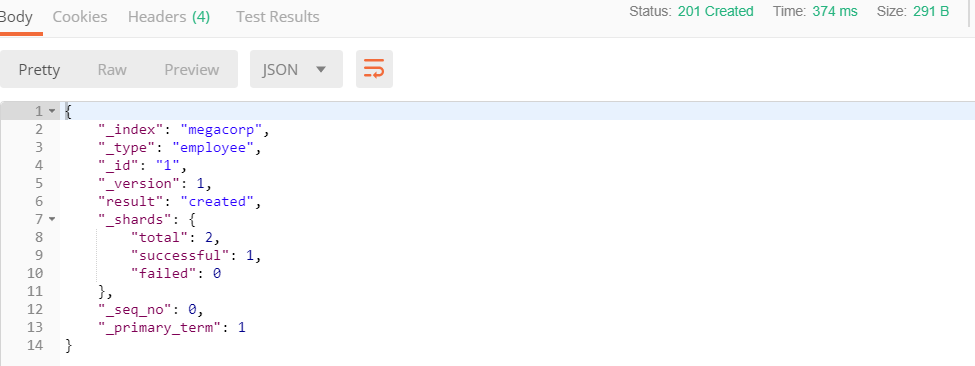 Body Cookies Headers (4) Test Results Status: 201 Created Time: 374 ms Size: 291 B
Pretty Raw Preview JSON
1 {
2 "_index": "megacorp",
3 "_type": "employee",
4 "_id": "1",
5 "_version": 1,
6 "result": "created",
7 "_shards": {
8 "total": 2,
9 "successful": 1,
10 "failed": 0
11 },
12 "_seq_no": 0,
13 "_primary_term": 1
14 }